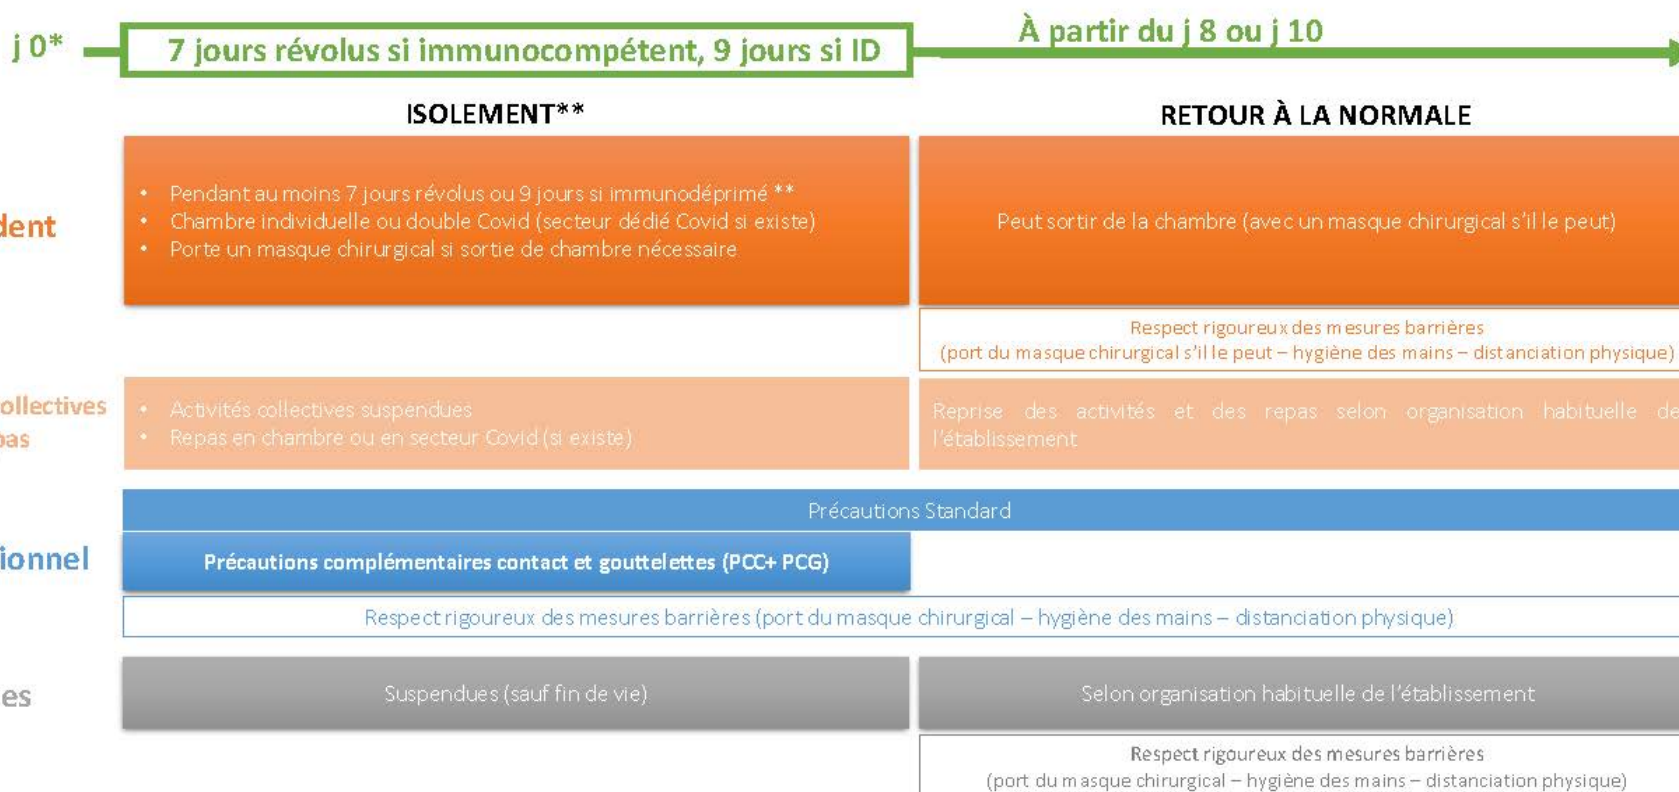 j 0*
7 jours révolus si immunocompétent, 9 jours si ID
À partir du j 8 ou j 10
ISOLEMENT**
RETOUR À LA NORMALE
dent
• Pendant au moins 7 jours révolus ou 9 jours si immunodéprimé **
• Chambre individuelle ou double Covid (secteur dédié Covid si existe)
• Porte un masque chirurgical si sortie de chambre nécessaire
Peut sortir de la chambre (avec un masque chirurgical s'il le peut)
Respect rigoureux des mesures barrières
(port du masque chirurgical s'il le peut – hygiène des mains – distanciation physique)
ollectives
pas
• Activités collectives suspendues
• Repas en chambre ou en secteur Covid (si existe)
Reprise des activités et des repas selon organisation habituelle de
l'établissement
Précautions Standard
ionnel
Précautions complémentaires contact et gouttelettes (PCC+ PCG)
Respect rigoureux des mesures barrières (port du masque chirurgical – hygiène des mains – distanciation physique)
es
Suspendues (sauf fin de vie)
Selon organisation habituelle de l'établissement
Respect rigoureux des mesures barrières
(port du masque chirurgical – hygiène des mains – distanciation physique)